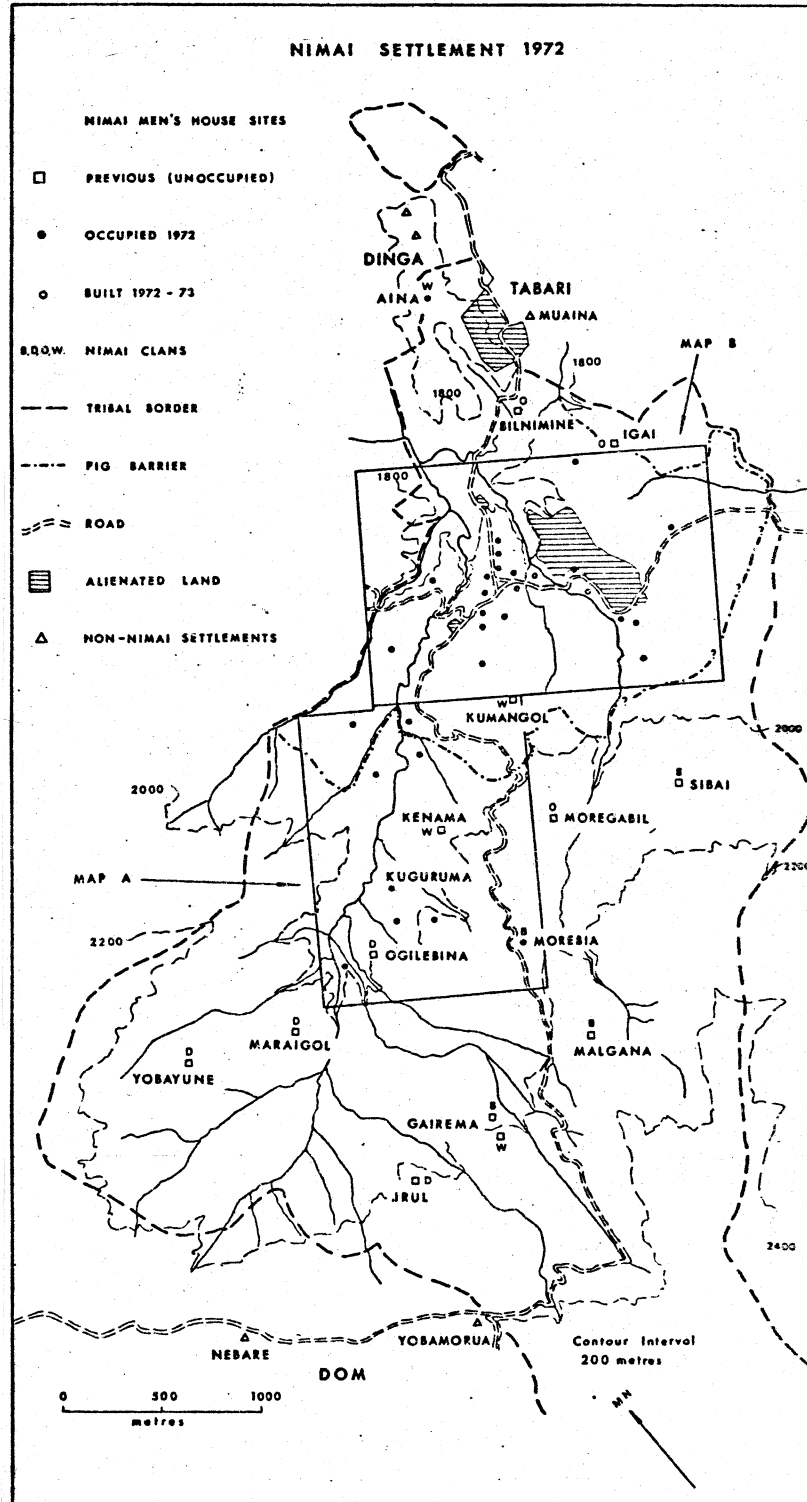 NIMAI SETTLEMENT 1972
NIMAI MEN'S HOUSE SITES
PREVIOUS (UNOCCUPIED)
OCCUPIED 1972
BUILT 1972 - 73
B,D,O,W. NIMAI CLANS
TRIBAL BORDER
PIG BARRIER
ROAD
ALIENATED LAND
NON-NIMAI SETTLEMENTS
DINGA
W
AINA
TABARI
MUAINA
MAP B
1800
1800
O
BILNIMINE
O IGAI
1800
W
KUMANGOL
2000
B
SIBAI
2000
KENAMA
W
O
MOREGABIL
MAP A
KUGURUMA
2200
2200
B
MOREBIA
D
OGILEBINA
D
MARAIGOL
D
YOBAYUNE
B
MALGANA
GAIREMA
B
W
D
IRUL
2400
NEBARE
YOBAMORUA
Contour Interval
200 metres
DOM
0 500 1000
metres
MN